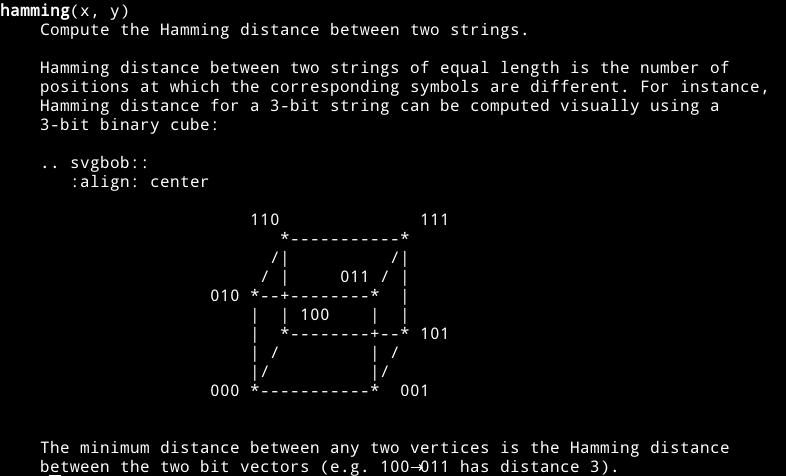 hamming(x, y)
    Compute the Hamming distance between two strings.

    Hamming distance between two strings of equal length is the number of
    positions at which the corresponding symbols are different. For instance,
    Hamming distance for a 3-bit string can be computed visually using a
    3-bit binary cube:

    .. svgbob::
       :align: center

                         110              111
                            *-----------*
                           /|          /|
                          / |     011 / |
                     010 *--+--------*  |
                         |  | 100    |  |
                         |  *--------+--* 101
                         | /         | /
                         |/          |/
                     000 *-----------*  001

    The minimum distance between any two vertices is the Hamming distance
    between the two bit vectors (e.g. 100→011 has distance 3).